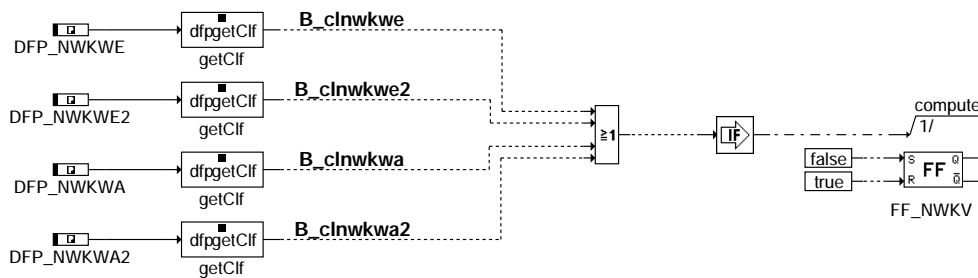 B_clnwkwe
dfpgetClf
DFP_NWKWE
getClf
B_clnwkwe2
dfpgetClf
DFP_NWKWE2
getClf
compute
≥1
IF
1/
B_clnwkwa
false
S Q
dfpgetClf
FF
DFP_NWKWA
getClf
true
R Q̅
FF_NWKV
B_clnwkwa2
dfpgetClf
DFP_NWKWA2
getClf